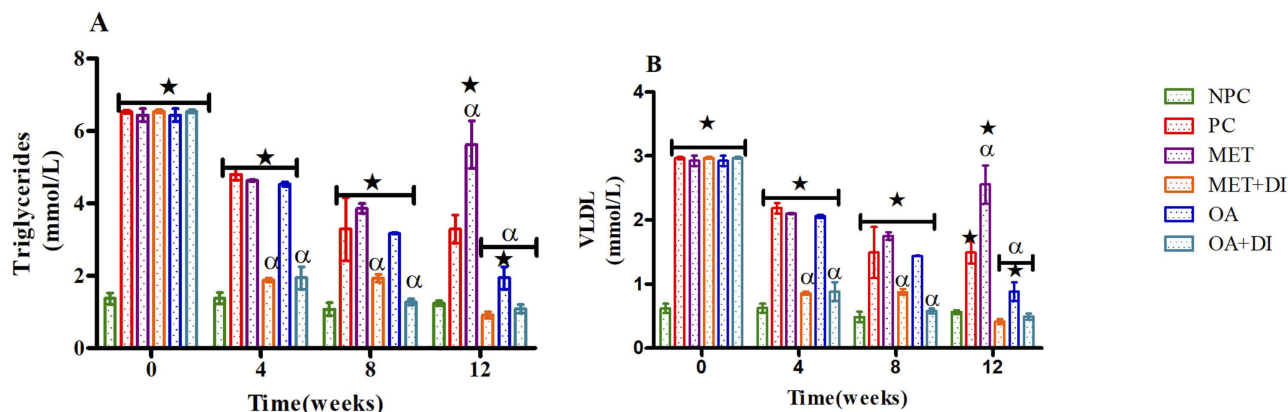 A
Triglycerides
(mmol/L)
8
6
4
2
0
★
★
★
★
α
α
α
α
α
α
★
0
4
8
12
Time(weeks)
B
VLDL
(mmol/L)
4
3
2
1
0
★
★
★
★
α
★
α
α
α
α
α
★
0
4
8
12
Time(weeks)
NPC
PC
MET
MET+DI
OA
OA+DI